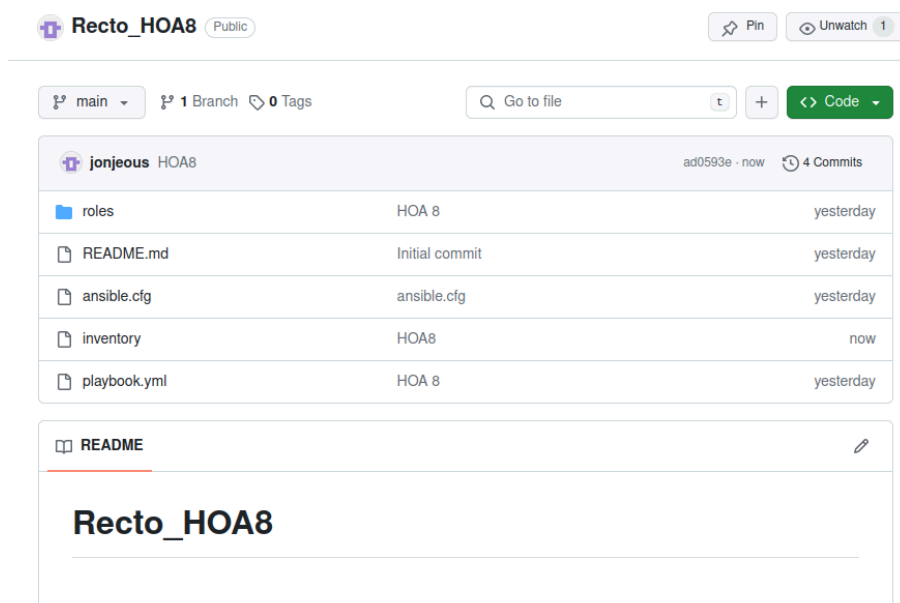 Recto_HOA8 Public Pin Unwatch 1
main 1 Branch 0 Tags Go to file t + Code
jonjeous HOA8 ad0593e · now 4 Commits
roles HOA 8 yesterday
README.md Initial commit yesterday
ansible.cfg ansible.cfg yesterday
inventory HOA8 now
playbook.yml HOA 8 yesterday
README
Recto_HOA8